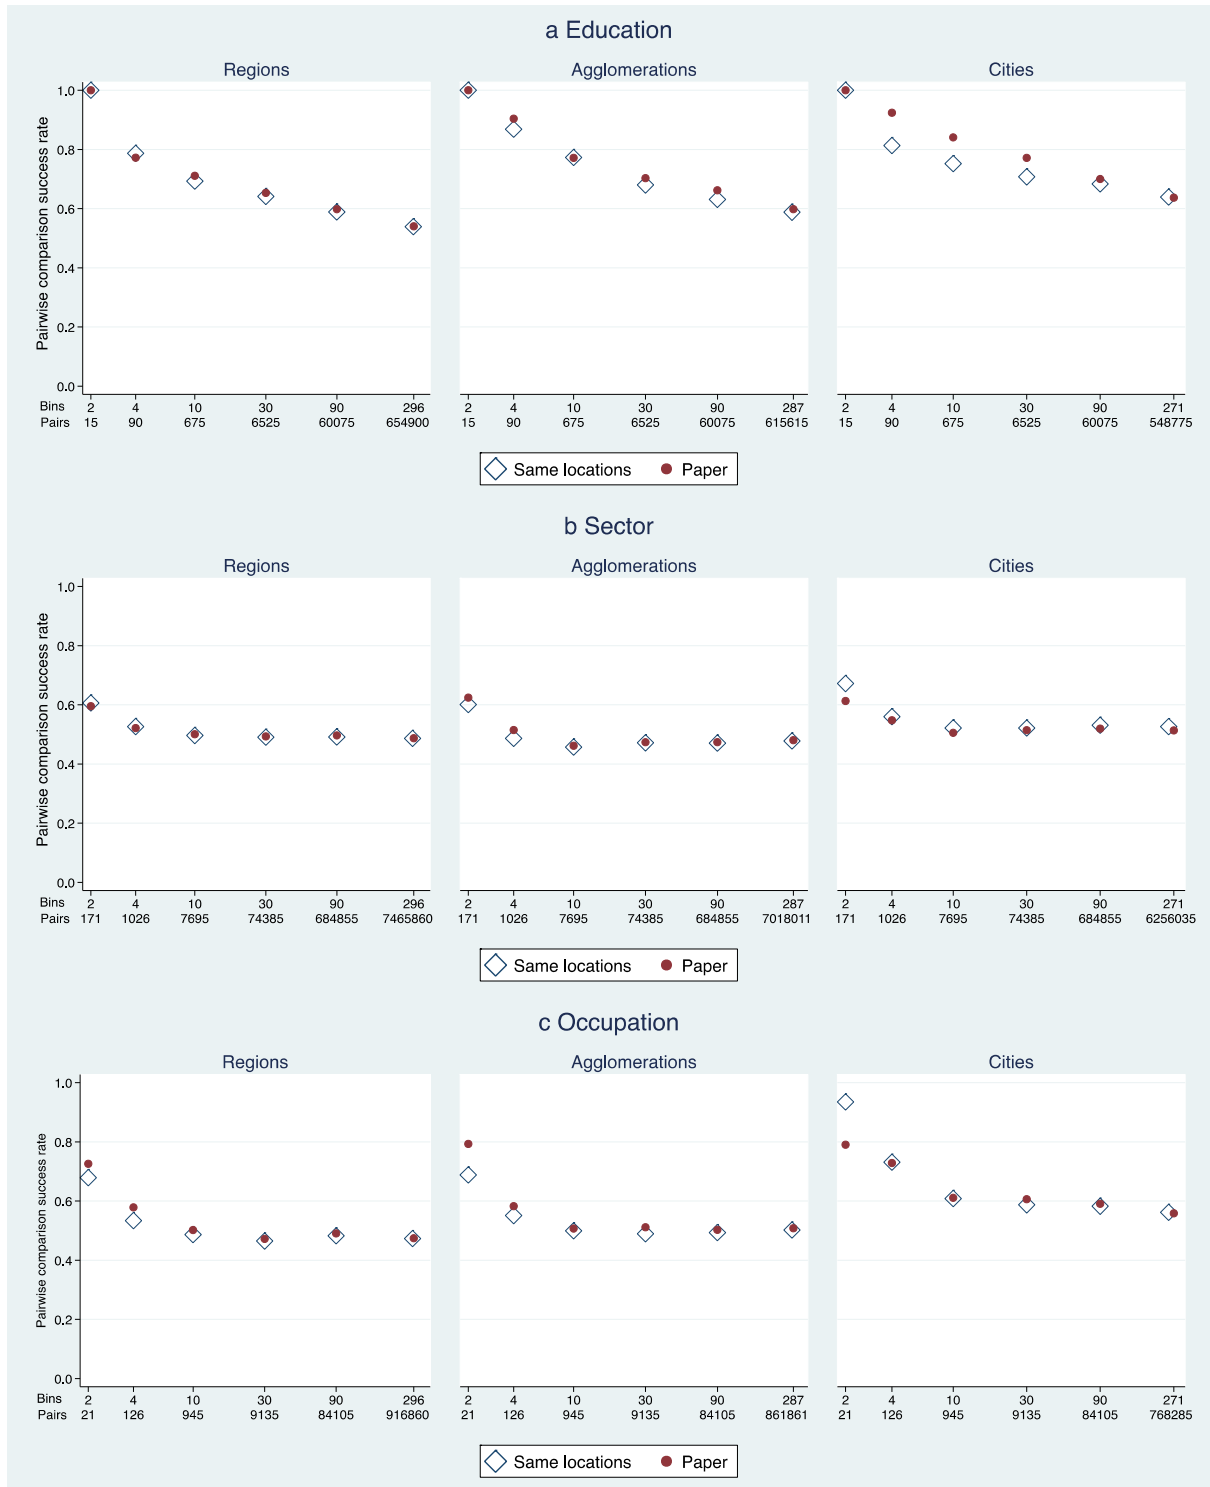 a Education
Regions Agglomerations Cities
Pairwise comparison success rate
1.0
0.8
0.6
0.4
0.2
0.0
Bins 2 4 10 30 90 296 2 4 10 30 90 287 2 4 10 30 90 271
Pairs 15 90 675 6525 60075 654900 15 90 675 6525 60075 615615 15 90 675 6525 60075 548775
Same locations Paper
b Sector
Regions Agglomerations Cities
Pairwise comparison success rate
1.0
0.8
0.6
0.4
0.2
0.0
Bins 2 4 10 30 90 296 2 4 10 30 90 287 2 4 10 30 90 271
Pairs 171 1026 7695 74385 684855 7465860 171 1026 7695 74385 684855 7018011 171 1026 7695 74385 684855 6256035
Same locations Paper
c Occupation
Regions Agglomerations Cities
Pairwise comparison success rate
1.0
0.8
0.6
0.4
0.2
0.0
Bins 2 4 10 30 90 296 2 4 10 30 90 287 2 4 10 30 90 271
Pairs 21 126 945 9135 84105 916860 21 126 945 9135 84105 861861 21 126 945 9135 84105 768285
Same locations Paper